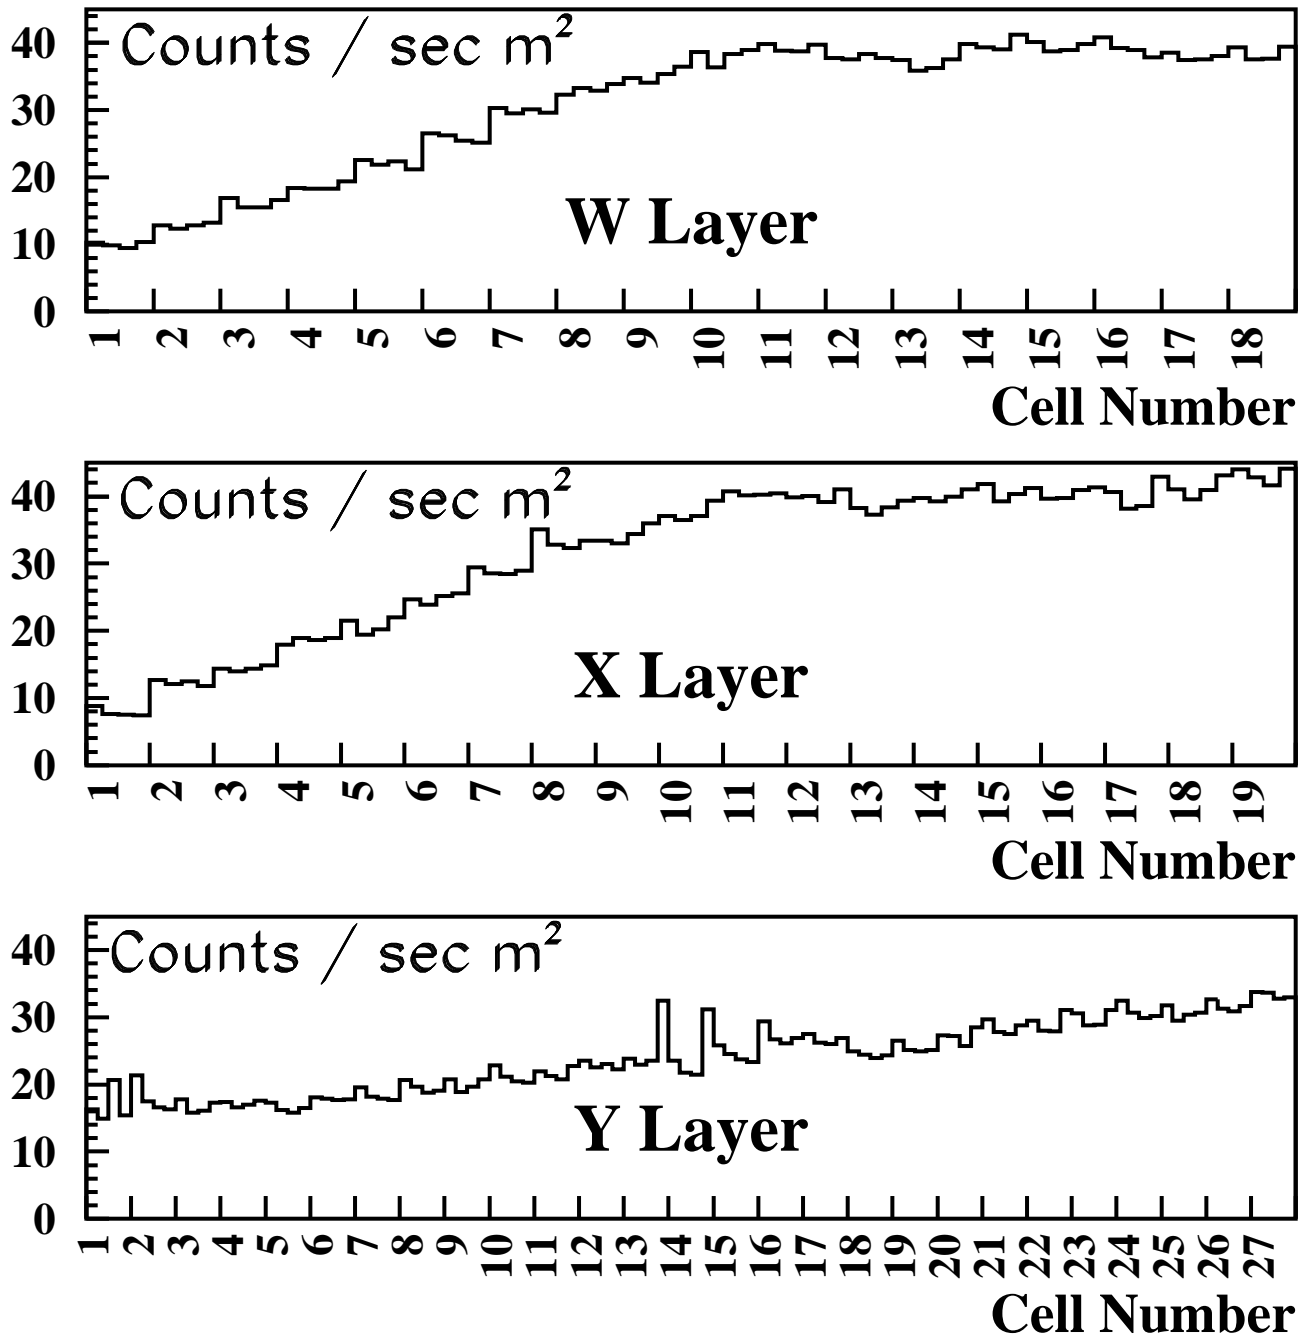 Counts / sec m²
40
30
20
10
0
W Layer
1 2 3 4 5 6 7 8 9 10 11 12 13 14 15 16 17 18
Cell Number
Counts / sec m²
40
30
20
10
0
X Layer
1 2 3 4 5 6 7 8 9 10 11 12 13 14 15 16 17 18 19
Cell Number
Counts / sec m²
40
30
20
10
0
Y Layer
1 2 3 4 5 6 7 8 9 10 11 12 13 14 15 16 17 18 19 20 21 22 23 24 25 26 27
Cell Number